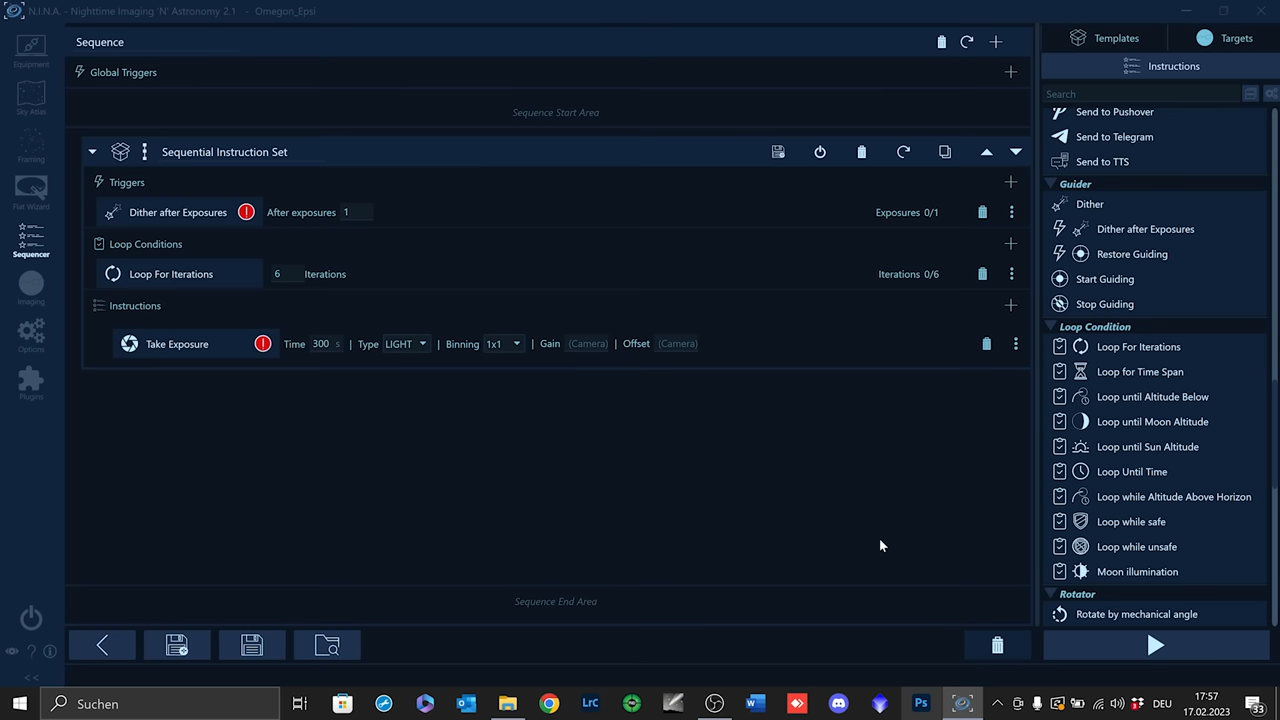 N.I.N.A. - Nighttime Imaging 'N' Astronomy 2.1 - Omegon_Epsi
Equipment
Sky Atlas
Framing
Flat Wizard
Sequencer
Imaging
Options
Plugins
?
<<
Sequence
Global Triggers
Sequence Start Area
Sequential Instruction Set
Triggers
Dither after Exposures ! After exposures 1 Exposures 0/1
Loop Conditions
Loop For Iterations 6 Iterations Iterations 0/6
Instructions
Take Exposure ! Time 300 s | Type LIGHT | Binning 1x1 | Gain (Camera) | Offset (Camera)
Sequence End Area
Templates Targets
Instructions
Search
Send to Pushover
Send to Telegram
Send to TTS
Guider
Dither
Dither after Exposures
Restore Guiding
Start Guiding
Stop Guiding
Loop Condition
Loop For Iterations
Loop for Time Span
Loop until Altitude Below
Loop until Moon Altitude
Loop until Sun Altitude
Loop Until Time
Loop while Altitude Above Horizon
Loop while safe
Loop while unsafe
Moon illumination
Rotator
Rotate by mechanical angle
Suchen
LrC
Ps
DEU
17:57
17.02.2023
33